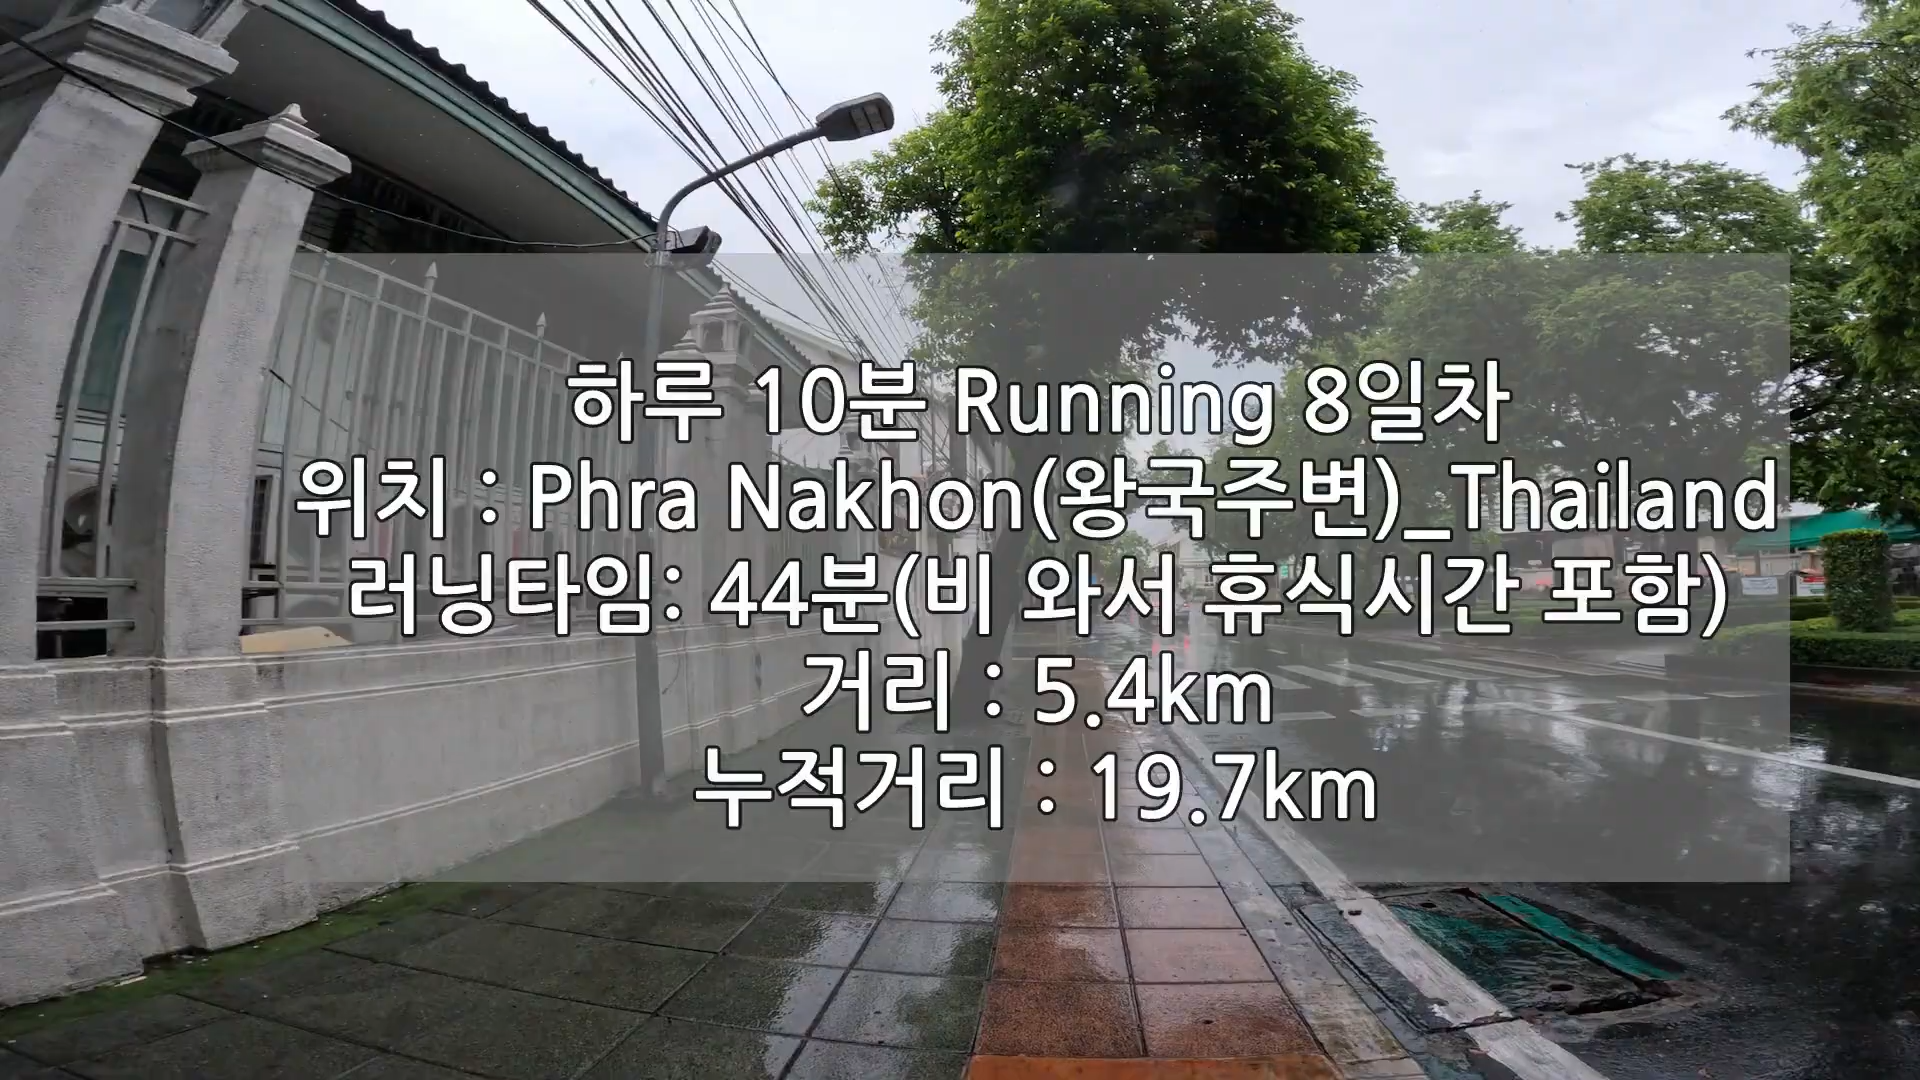 하루 10분 Running 8일차
위치 : Phra Nakhon(왕국주변)_Thailand
러닝타임: 44분(비 와서 휴식시간 포함)
거리 : 5.4km
누적거리 : 19.7km